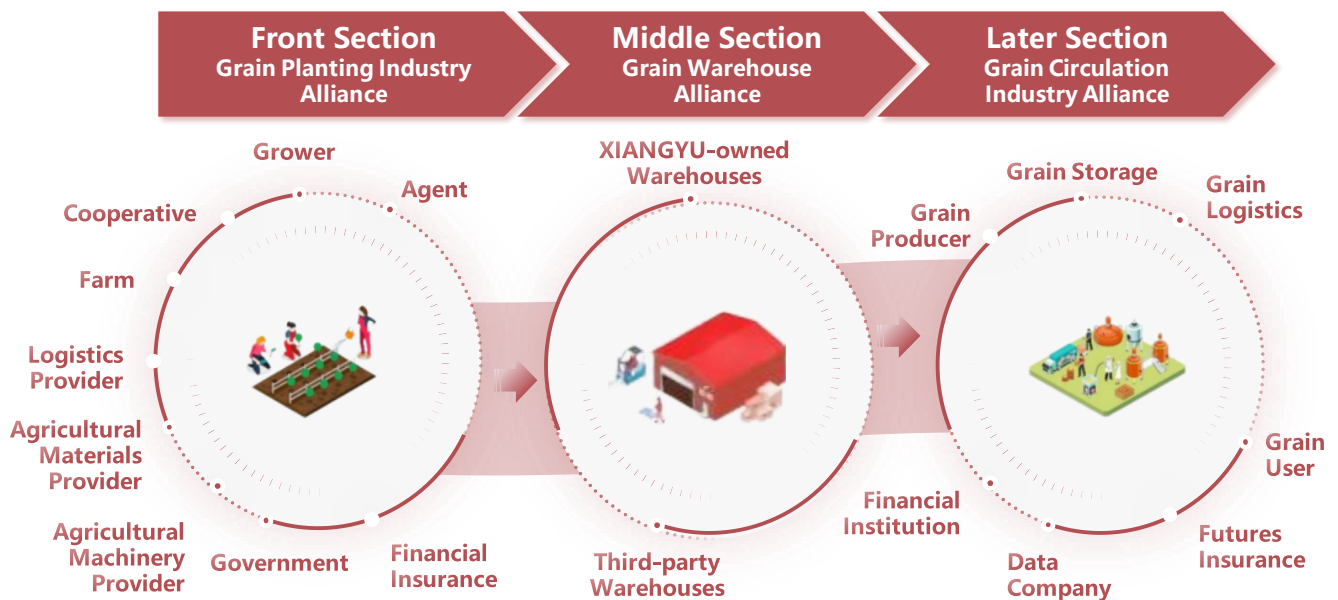 Front Section
Grain Planting Industry
Alliance
Middle Section
Grain Warehouse
Alliance
Later Section
Grain Circulation
Industry Alliance
Grower
Agent
Cooperative
Farm
Logistics
Provider
Agricultural
Materials
Provider
Agricultural
Machinery
Provider
Government
Financial
Insurance
XIANGYU-owned
Warehouses
Third-party
Warehouses
Grain Storage
Grain
Logistics
Grain
Producer
Grain
User
Financial
Institution
Futures
Insurance
Data
Company